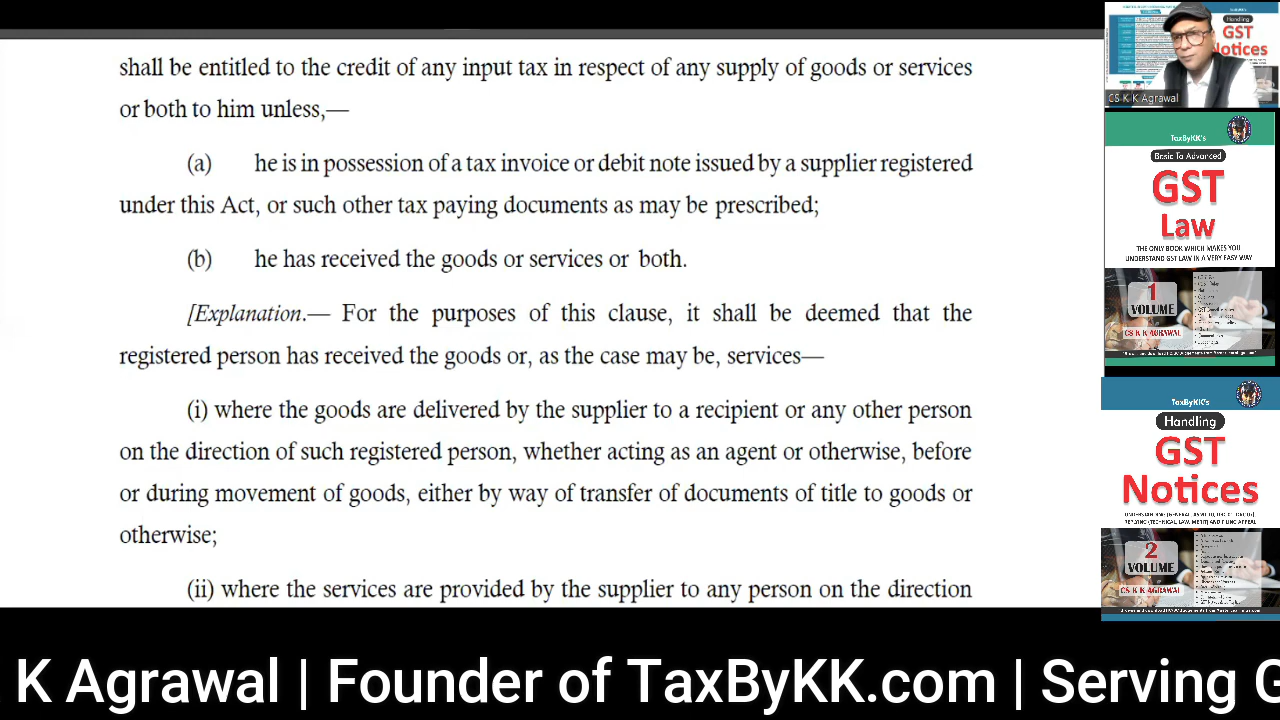 shall be entitled to the credit of any input tax in respect of any supply of goods or services
or both to him unless,—
(a) he is in possession of a tax invoice or debit note issued by a supplier registered
under this Act, or such other tax paying documents as may be prescribed;
(b) he has received the goods or services or both.
[Explanation.— For the purposes of this clause, it shall be deemed that the
registered person has received the goods or, as the case may be, services—
(i) where the goods are delivered by the supplier to a recipient or any other person
on the direction of such registered person, whether acting as an agent or otherwise, before
or during movement of goods, either by way of transfer of documents of title to goods or
otherwise;
(ii) where the services are provided by the supplier to any person on the direction
Handling
GST
Notices
CS K K Agrawal
TaxByKK's
Basic To Advanced
GST
Law
THE ONLY BOOK WHICH MAKES YOU
UNDERSTAND GST LAW IN A VERY EASY WAY
1
VOLUME
CS K K AGRAWAL
TaxByKK's
Handling
GST
Notices
2
VOLUME
CS K K AGRAWAL
K Agrawal | Founder of TaxByKK.com | Serving G